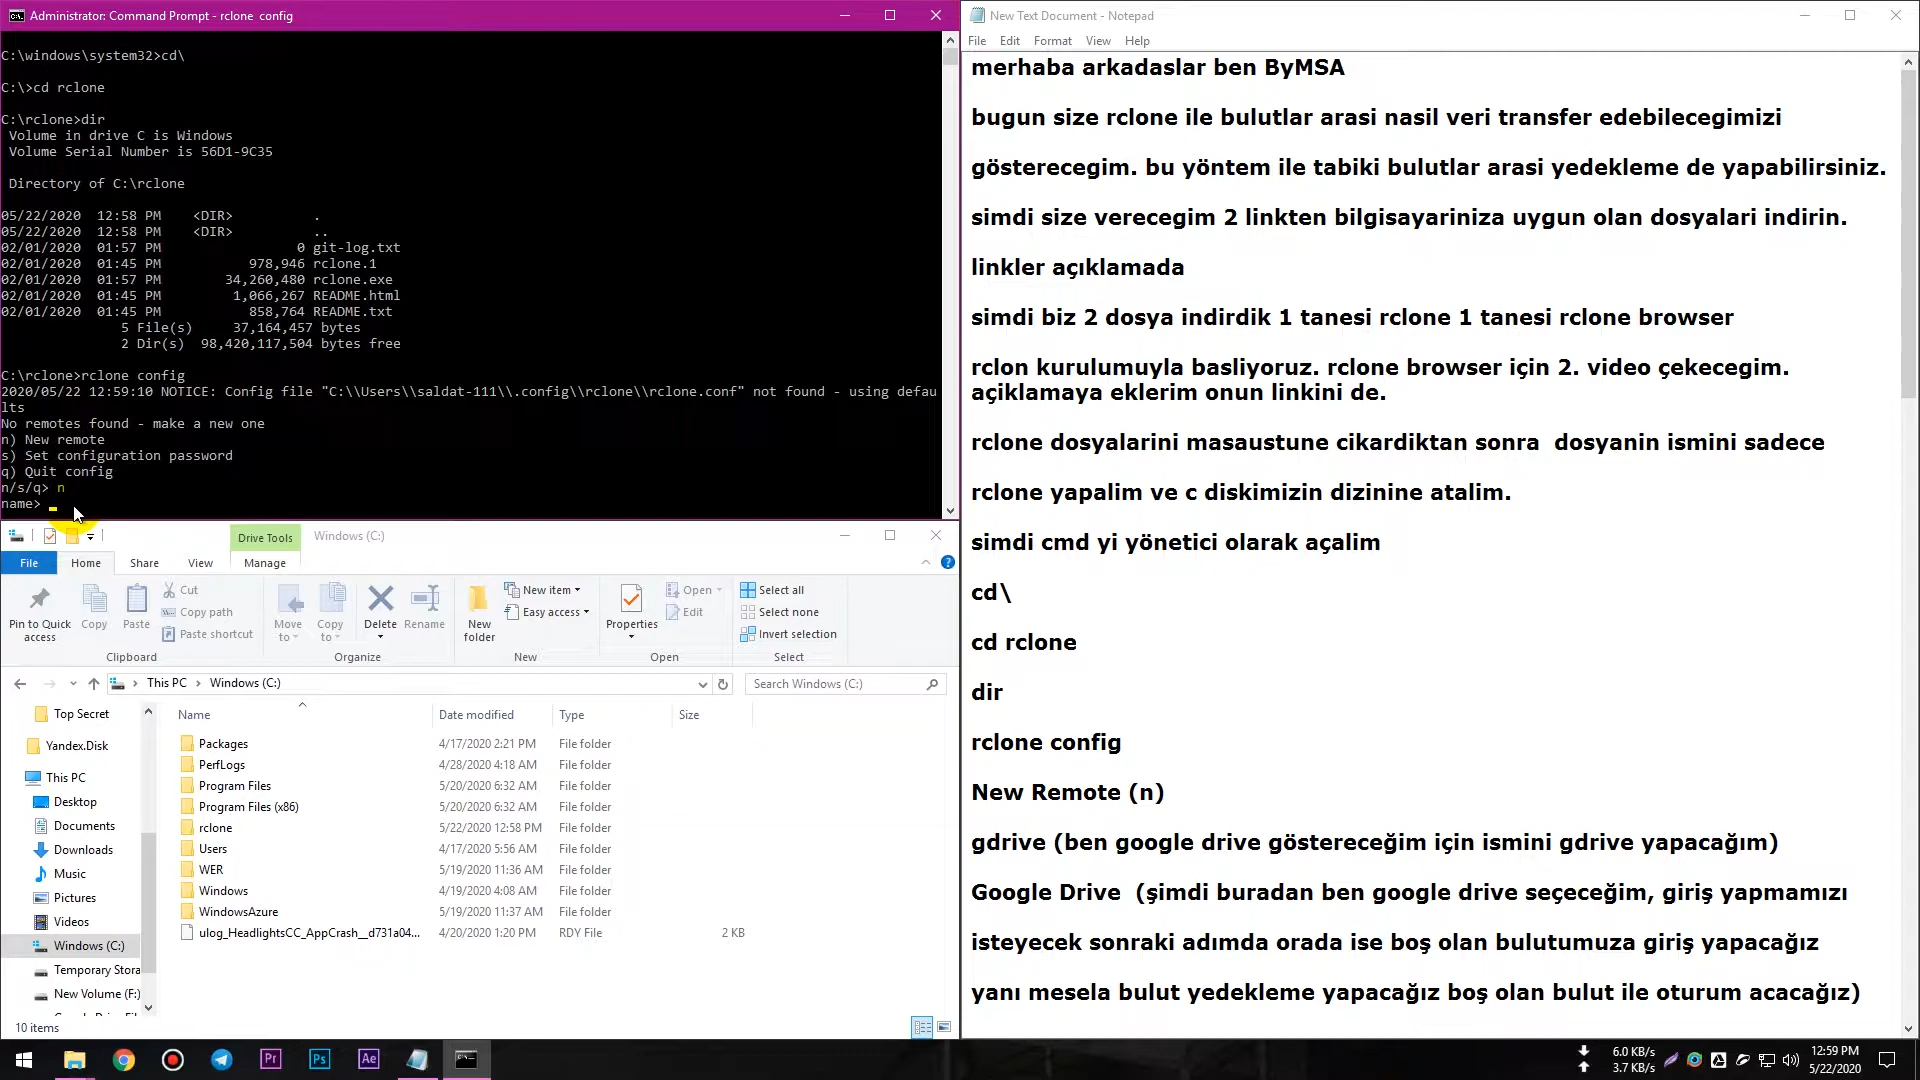 Administrator: Command Prompt - rclone  config
C:\windows\system32>cd\
C:\>cd rclone
C:\rclone>dir
Volume in drive C is Windows
Volume Serial Number is 56D1-9C35
Directory of C:\rclone
05/22/2020  12:58 PM    <DIR>          .
05/22/2020  12:58 PM    <DIR>          ..
02/01/2020  01:57 PM                 0 git-log.txt
02/01/2020  01:45 PM           978,946 rclone.1
02/01/2020  01:57 PM        34,260,480 rclone.exe
02/01/2020  01:45 PM         1,066,267 README.html
02/01/2020  01:45 PM           858,764 README.txt
5 File(s)     37,164,457 bytes
2 Dir(s)  98,420,117,504 bytes free
C:\rclone>rclone config
2020/05/22 12:59:10 NOTICE: Config file "C:\\Users\\saldat-111\\.config\\rclone\\rclone.conf" not found - using defau
lts
No remotes found - make a new one
n) New remote
s) Set configuration password
q) Quit config
n/s/q> n
name>
Drive Tools
Windows (C:)
File
Home
Share
View
Manage
Pin to Quick access
Copy
Paste
Cut
Copy path
Paste shortcut
Clipboard
Move to
Copy to
Delete
Rename
Organize
New folder
New item
Easy access
New
Properties
Open
Edit
Open
Select all
Select none
Invert selection
Select
This PC > Windows (C:)
Search Windows (C:)
Top Secret
Yandex.Disk
This PC
Desktop
Documents
Downloads
Music
Pictures
Videos
Windows (C:)
Temporary Stora
New Volume (F:)
Name Date modified Type Size
Packages 4/17/2020 2:21 PM File folder
PerfLogs 4/28/2020 4:18 AM File folder
Program Files 5/20/2020 6:32 AM File folder
Program Files (x86) 5/20/2020 6:32 AM File folder
rclone 5/22/2020 12:58 PM File folder
Users 4/17/2020 5:56 AM File folder
WER 5/19/2020 11:36 AM File folder
Windows 4/19/2020 4:08 AM File folder
WindowsAzure 5/19/2020 11:37 AM File folder
ulog_HeadlightsCC_AppCrash__d731a04... 4/20/2020 1:20 PM RDY File 2 KB
10 items
New Text Document - Notepad
File Edit Format View Help
merhaba arkadaslar ben ByMSA
bugun size rclone ile bulutlar arasi nasil veri transfer edebilecegimizi
gösterecegim. bu yöntem ile tabiki bulutlar arasi yedekleme de yapabilirsiniz.
simdi size verecegim 2 linkten bilgisayariniza uygun olan dosyalari indirin.
linkler açıklamada
simdi biz 2 dosya indirdik 1 tanesi rclone 1 tanesi rclone browser
rclon kurulumuyla basliyoruz. rclone browser için 2. video çekecegim.
açiklamaya eklerim onun linkini de.
rclone dosyalarini masaustune cikardiktan sonra  dosyanin ismini sadece
rclone yapalim ve c diskimizin dizinine atalim.
simdi cmd yi yönetici olarak açalim
cd\
cd rclone
dir
rclone config
New Remote (n)
gdrive (ben google drive göstereceğim için ismini gdrive yapacağım)
Google Drive  (şimdi buradan ben google drive seçeceğim, giriş yapmamızı
isteyecek sonraki adımda orada ise boş olan bulutumuza giriş yapacağız
yanı mesela bulut yedekleme yapacağız boş olan bulut ile oturum acacağız)
Pr
Ps
Ae
6.0 KB/s
3.7 KB/s
12:59 PM
5/22/2020